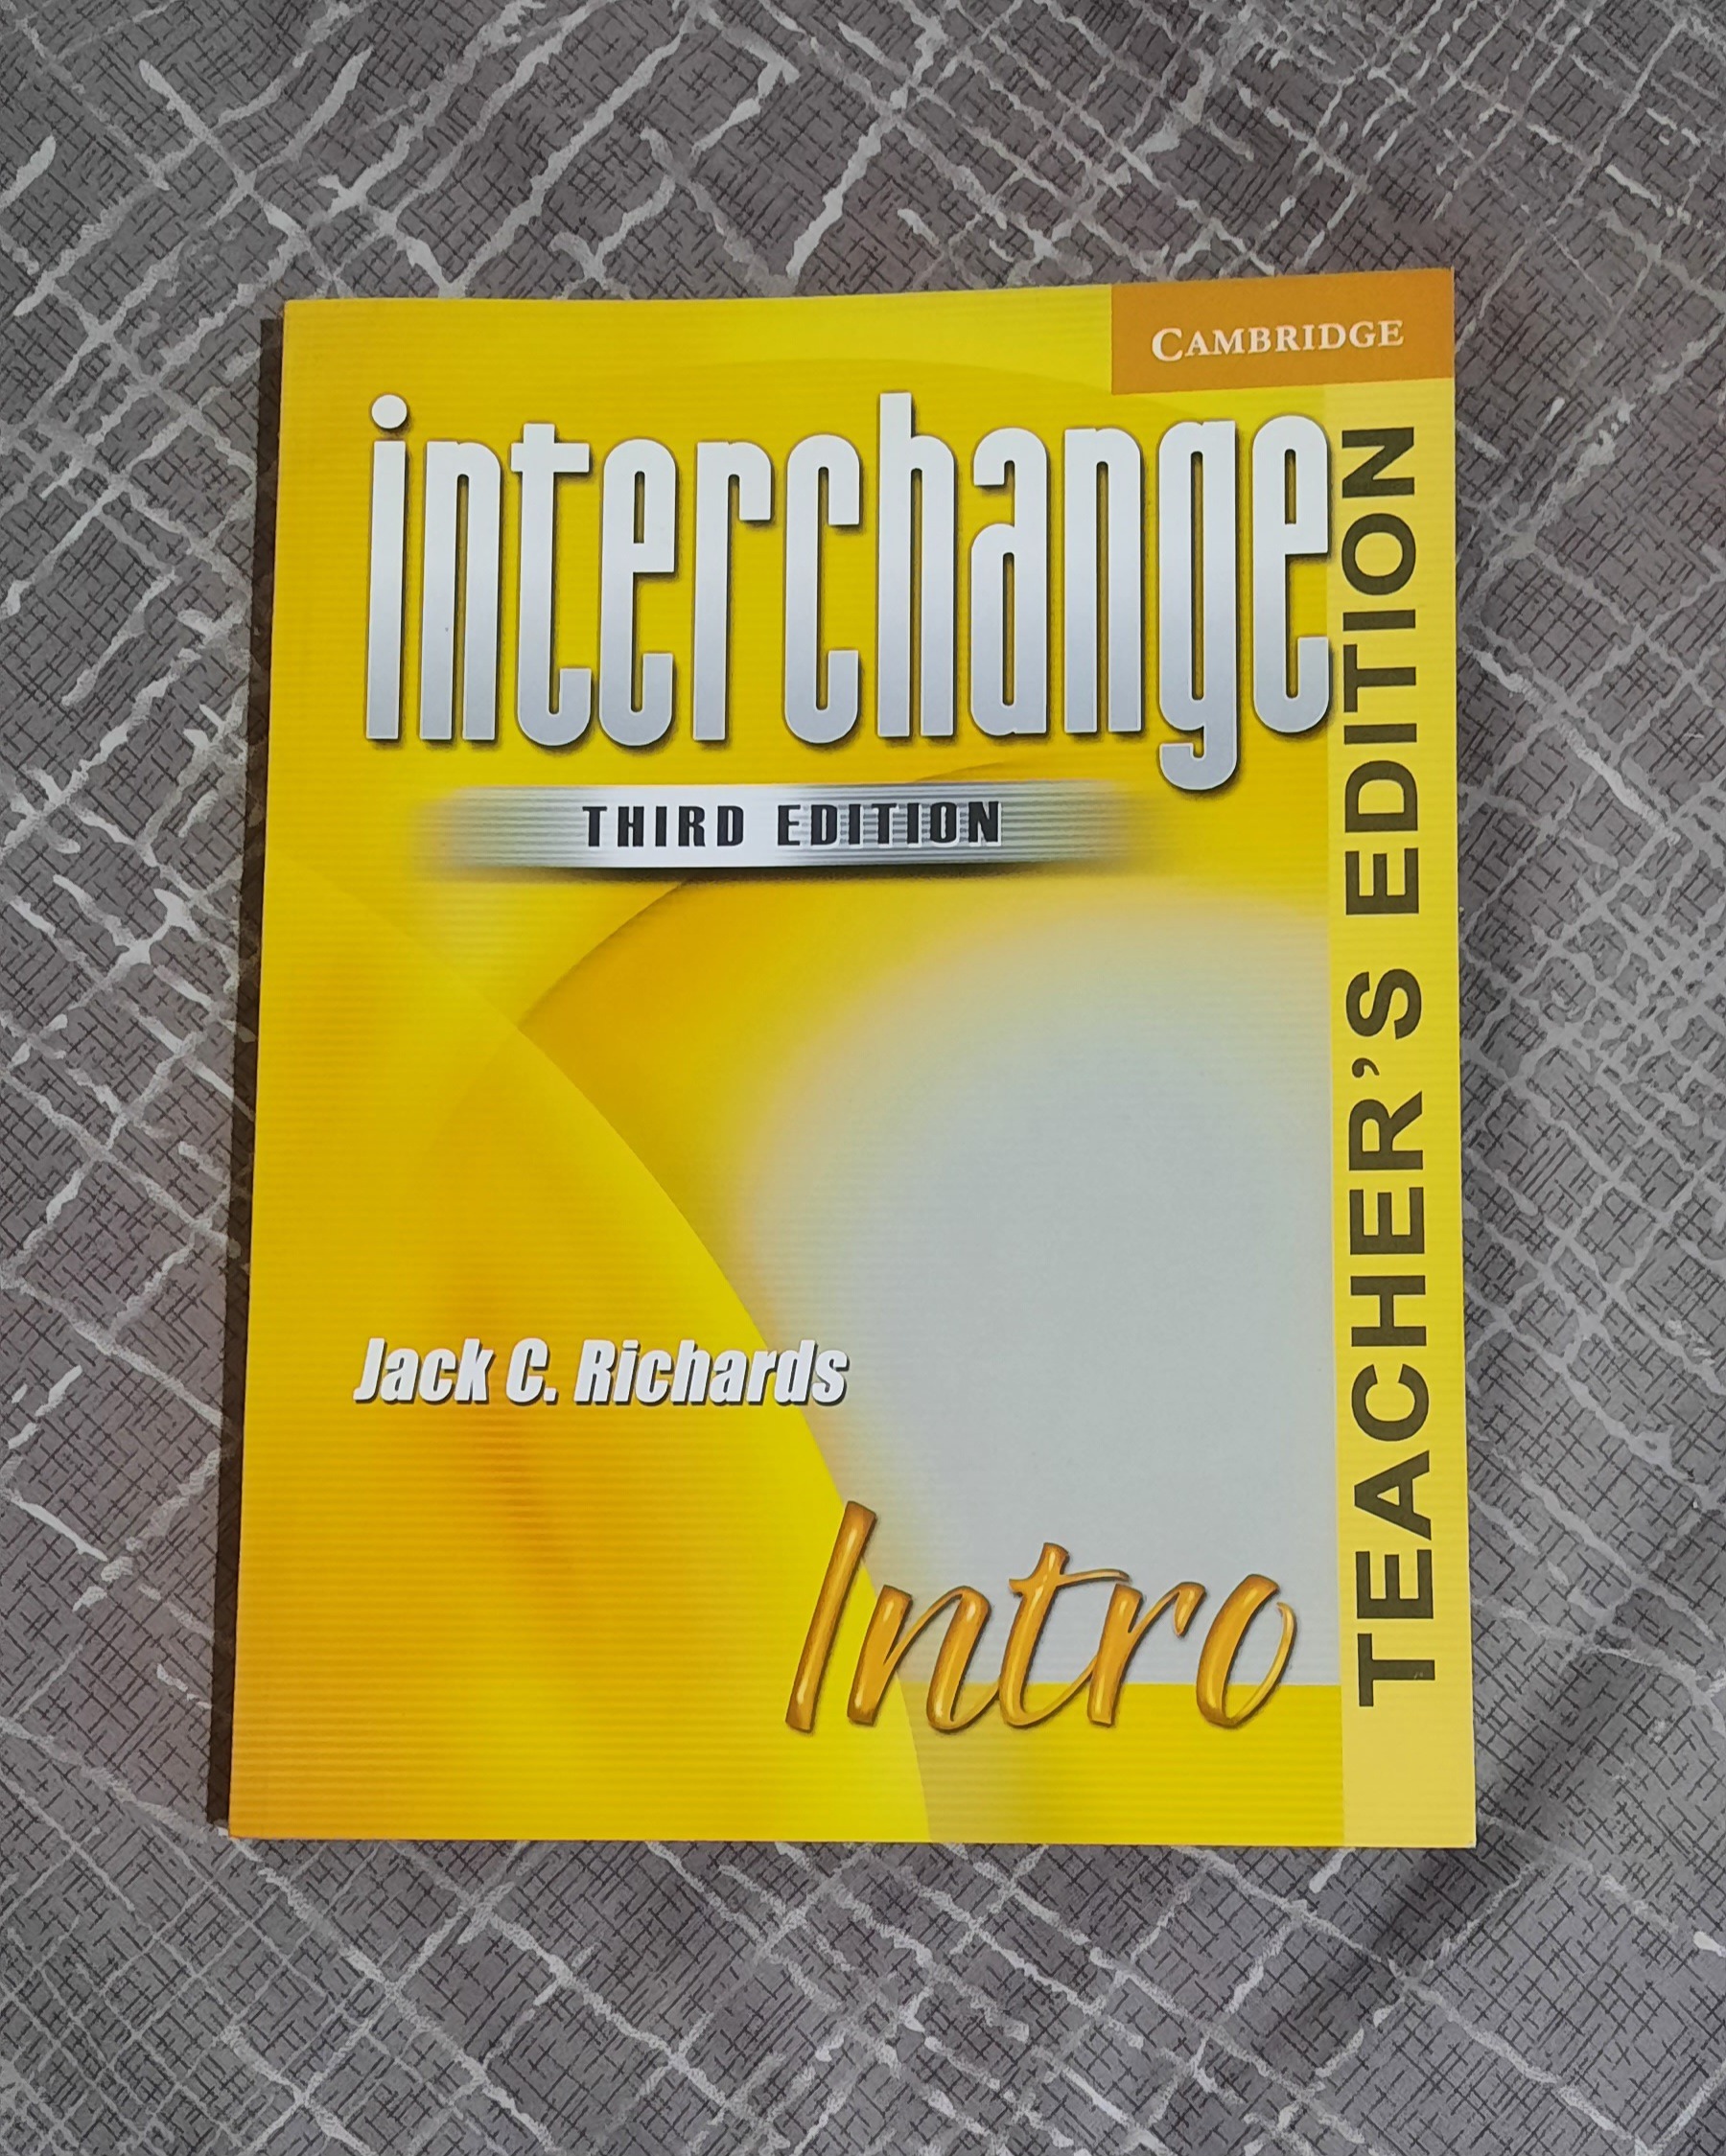 CAMBRIDGE
interchange
THIRD EDITION
Jack C. Richards
Intro
TEACHER'S EDITION